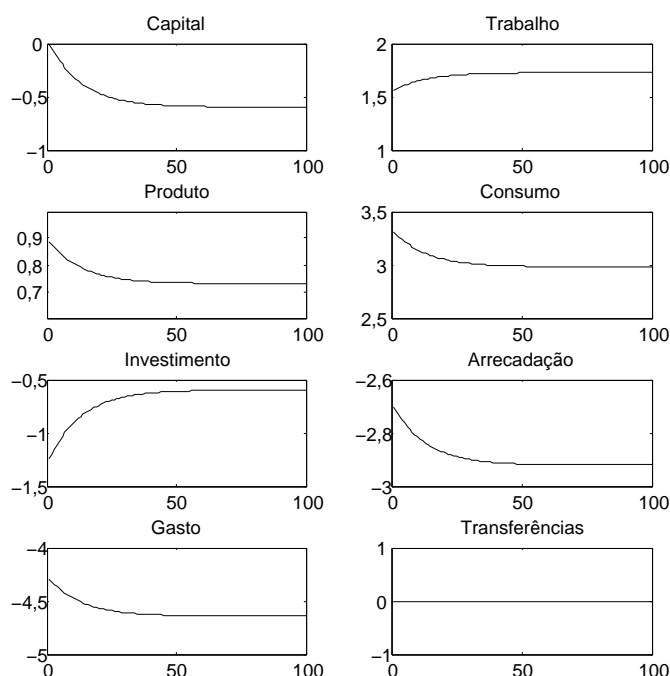 Capital
0
−0,5
−1
0 50 100
Trabalho
2
1,5
1
0 50 100
Produto
0,9
0,8
0,7
0 50 100
Consumo
3,5
3
2,5
0 50 100
Investimento
−0,5
−1
−1,5
0 50 100
Arrecadação
−2,6
−2,8
−3
0 50 100
Gasto
−4
−4,5
−5
0 50 100
Transferências
1
0
−1
0 50 100